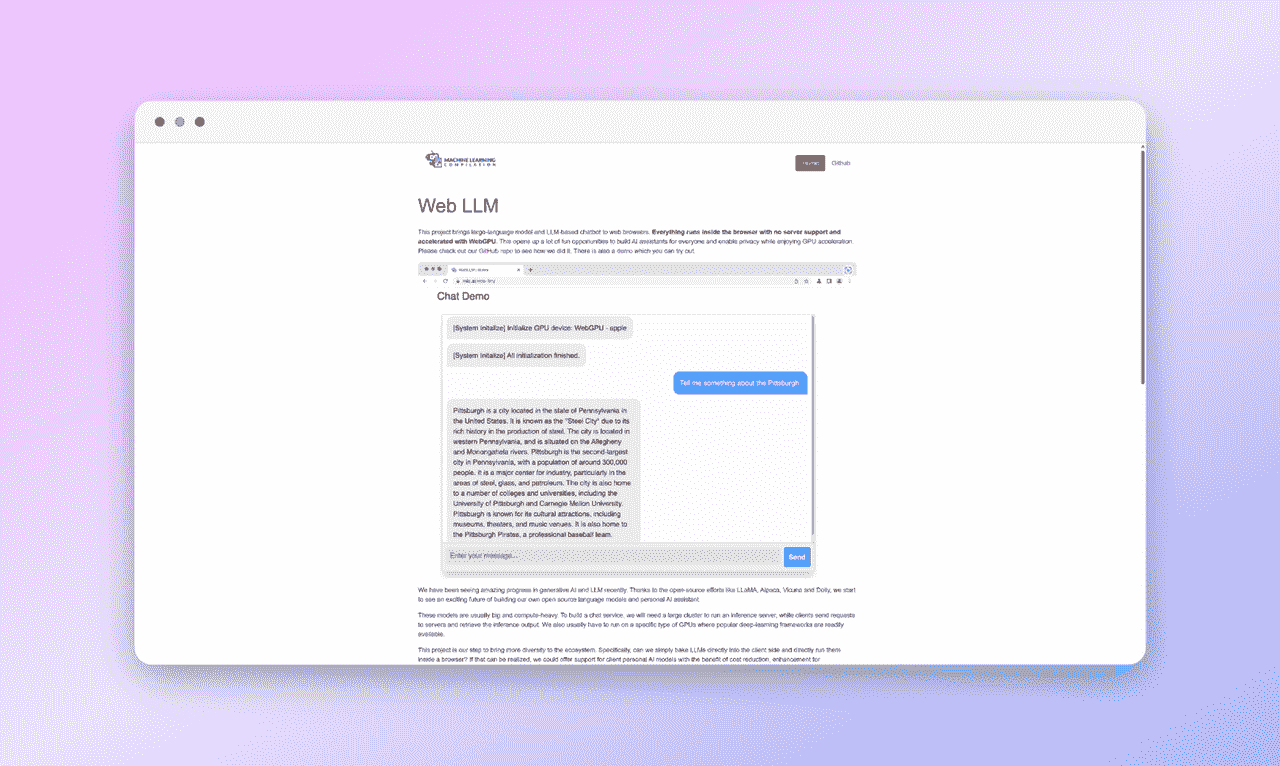 MACHINE LEARNING
COMPILATION
Github
Web LLM
This project brings large-language model and LLM-based chatbot to web browsers. Everything runs inside the browser with no server support and
accelerated with WebGPU. This opens up a lot of fun opportunities to build AI assistants for everyone and enable privacy while enjoying GPU acceleration.
Please check out our GitHub repo to see how we did it. There is also a demo which you can try out.
Chat Demo
[System Initalize] Initialize GPU device: WebGPU - apple
[System Initalize] All initialization finished.
Tell me something about the Pittsburgh
Pittsburgh is a city located in the state of Pennsylvania in
the United States. It is known as the "Steel City" due to its
rich history in the production of steel. The city is located in
western Pennsylvania, and is situated on the Allegheny
and Monongahela rivers. Pittsburgh is the second-largest
city in Pennsylvania, with a population of around 300,000
people. It is a major center for industry, particularly in the
areas of steel, glass, and petroleum. The city is also home
to a number of colleges and universities, including the
University of Pittsburgh and Carnegie Mellon University.
Pittsburgh is known for its cultural attractions, including
museums, theaters, and music venues. It is also home to
the Pittsburgh Pirates, a professional baseball team.
Enter your message...
Send
We have been seeing amazing progress in generative AI and LLM recently. Thanks to the open-source efforts like LLaMA, Alpaca, Vicuna and Dolly, we start
to see an exciting future of building our own open source language models and personal AI assistant.
These models are usually big and compute-heavy. To build a chat service, we will need a large cluster to run an inference server, while clients send requests
to servers and retrieve the inference output. We also usually have to run on a specific type of GPUs where popular deep-learning frameworks are readily
available.
This project is our step to bring more diversity to the ecosystem. Specifically, can we simply bake LLMs directly into the client side and directly run them
inside a browser? If that can be realized, we could offer support for client personal AI models with the benefit of cost reduction, enhancement for